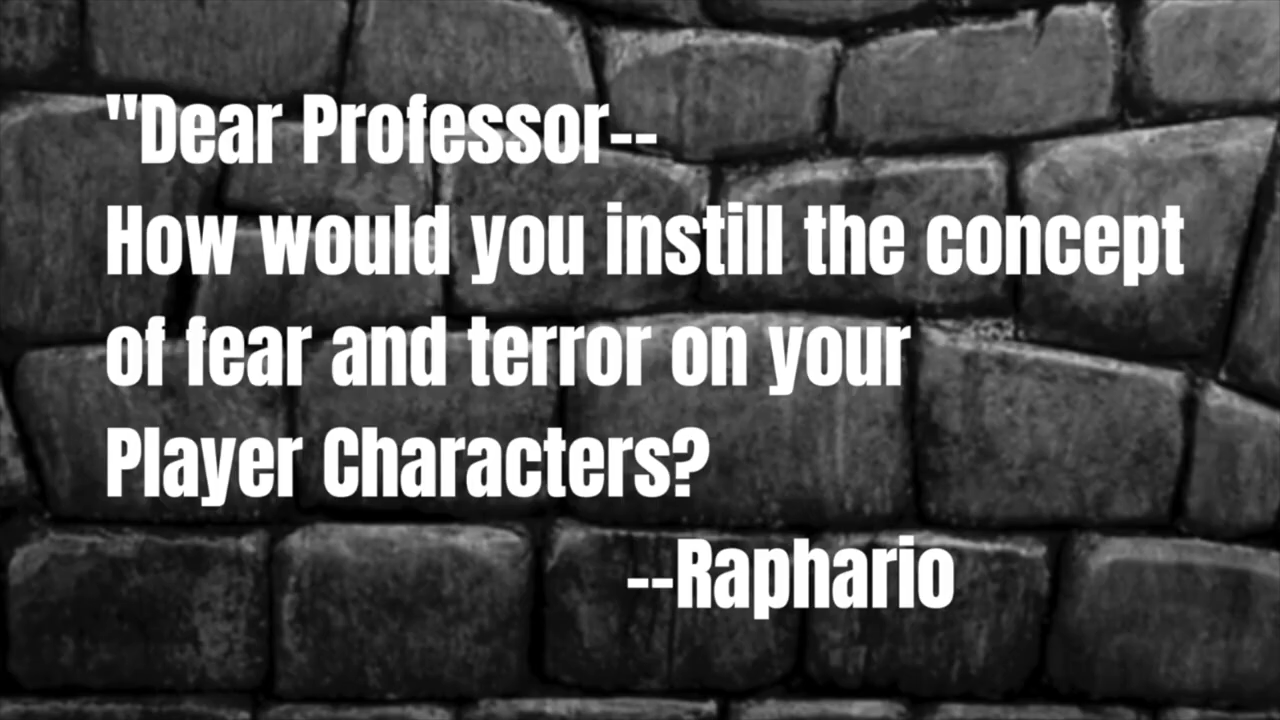 "Dear Professor--
How would you instill the concept
of fear and terror on your
Player Characters?
--Raphario